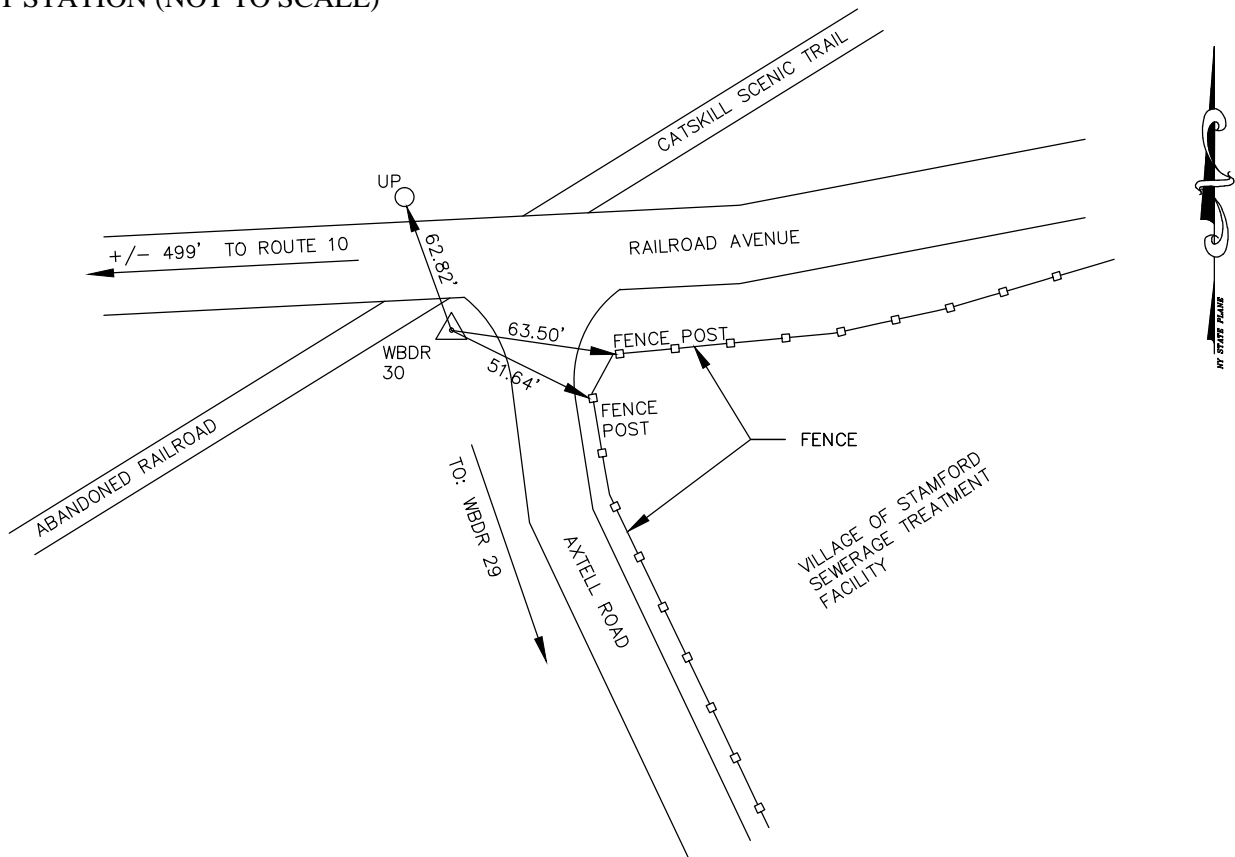 STATION (NOT TO SCALE)
CATSKILL SCENIC TRAIL
UP
+/- 499' TO ROUTE 10
62.82'
RAILROAD AVENUE
63.50'
FENCE POST
WBDR
30
51.64'
FENCE
POST
FENCE
ABANDONED RAILROAD
TO: WBDR 29
AXTELL ROAD
VILLAGE OF STAMFORD
SEWERAGE TREATMENT
FACILITY
NY STATE PLANE